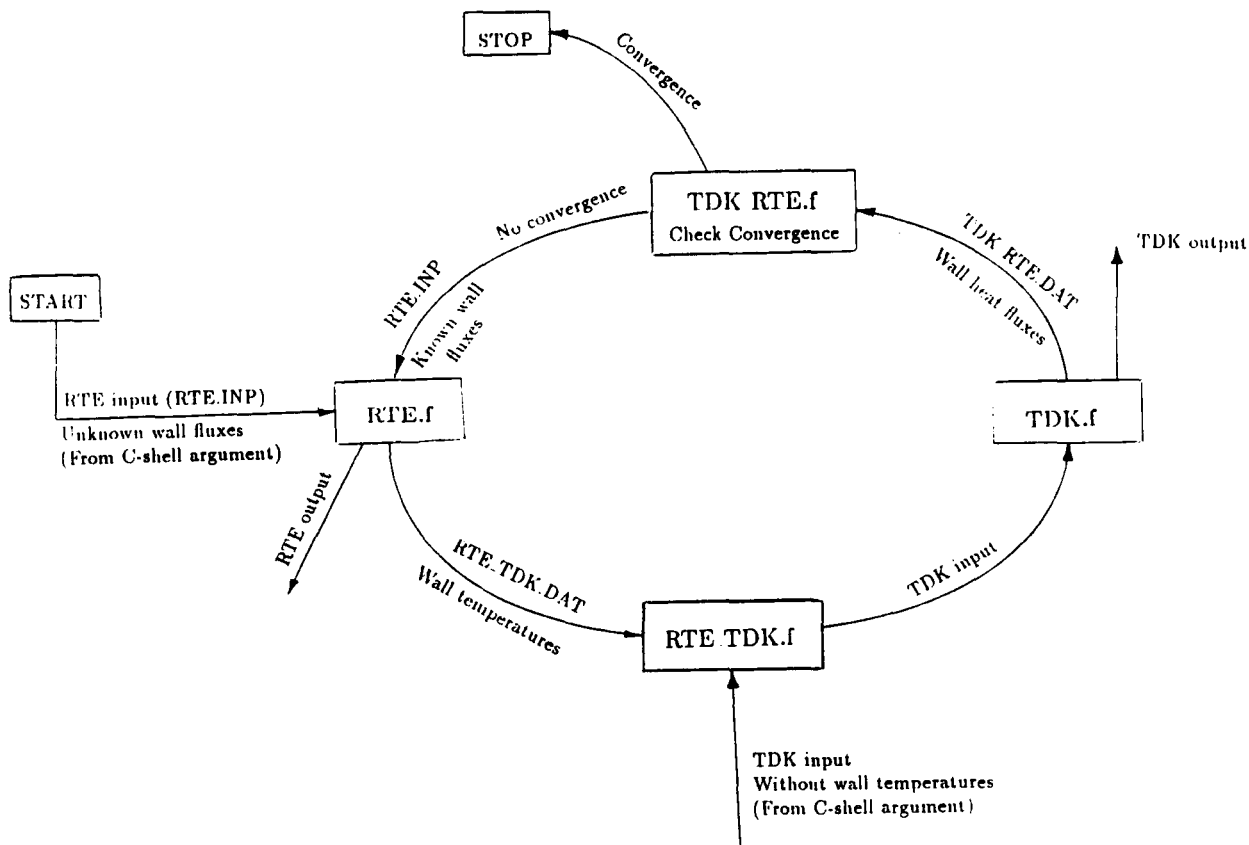 STOP
Convergence
TDK RTE.f
Check Convergence
No convergence
RTE.INP
Known wall
fluxes
TDK RTE.DAT
Wall heat fluxes
TDK output
START
RTE input (RTE.INP)
Unknown wall fluxes
(From C-shell argument)
RTE.f
TDK.f
RTE output
RTE_TDK.DAT
Wall temperatures
TDK input
RTE TDK.f
TDK input
Without wall temperatures
(From C-shell argument)